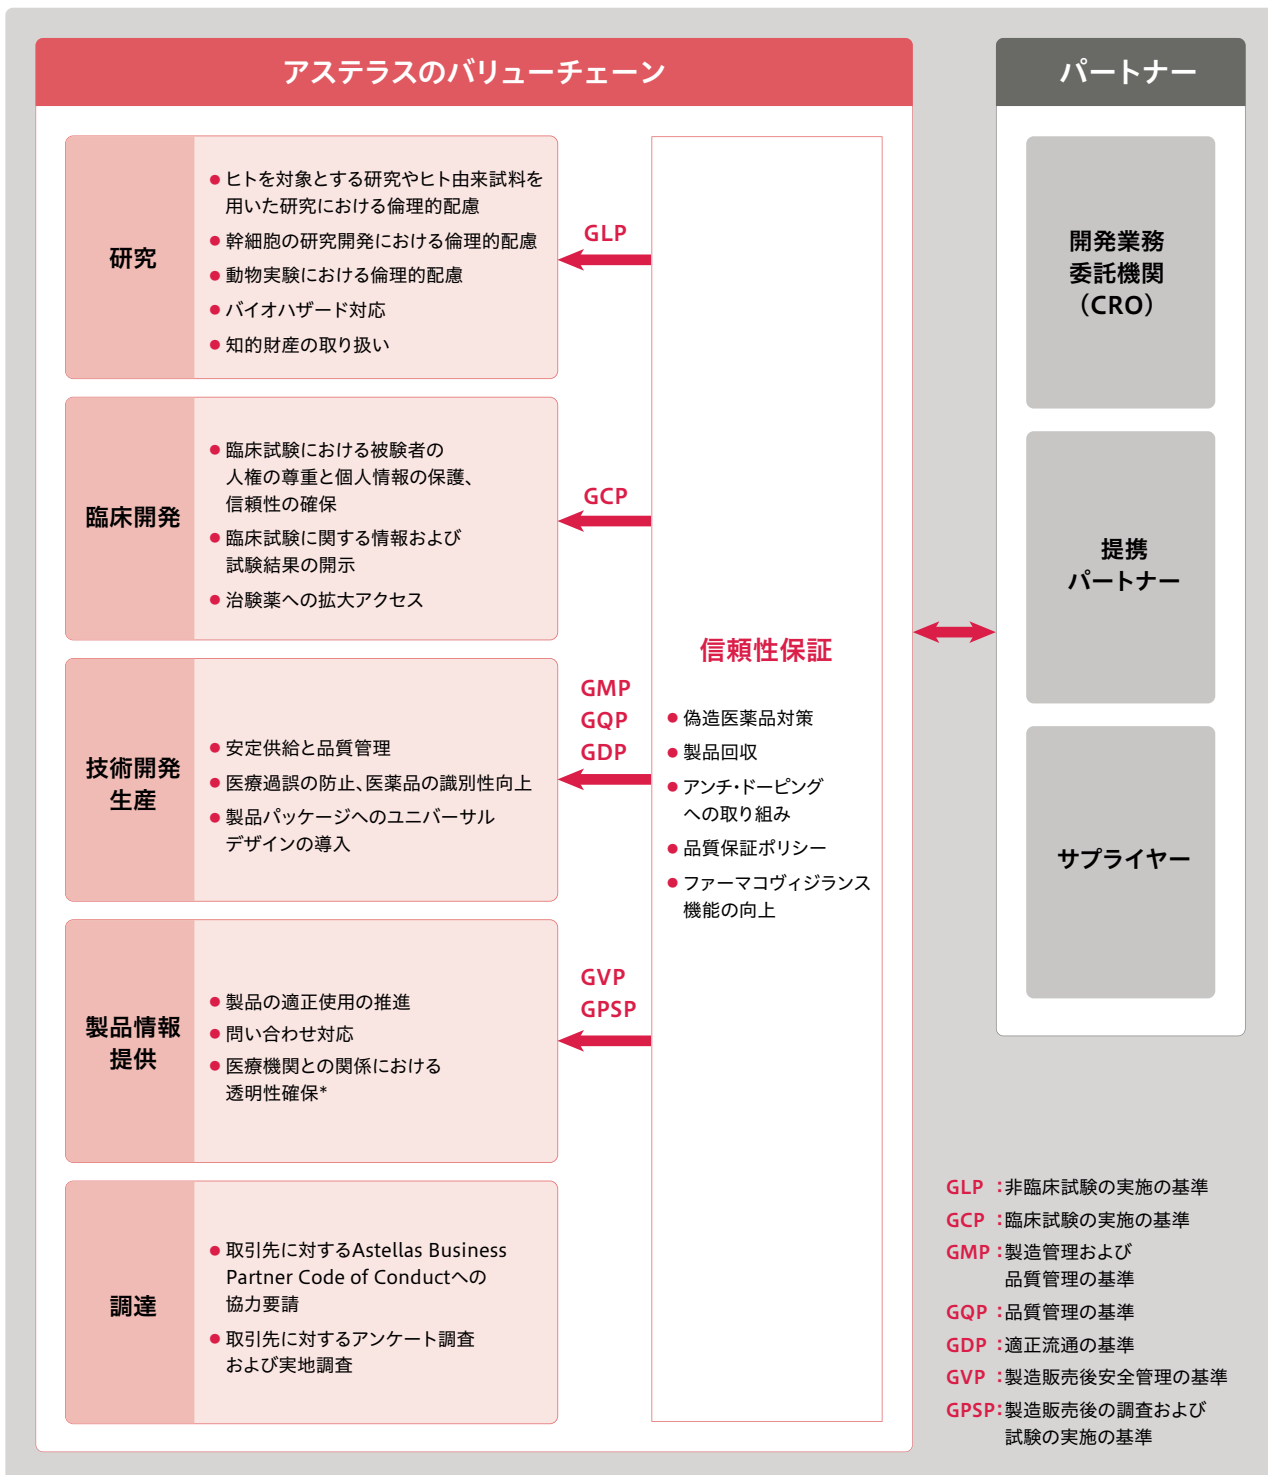 アステラスのバリューチェーン
研究
● ヒトを対象とする研究やヒト由来試料を
用いた研究における倫理的配慮
● 幹細胞の研究開発における倫理的配慮
● 動物実験における倫理的配慮
● バイオハザード対応
● 知的財産の取り扱い
GLP
臨床開発
● 臨床試験における被験者の
人権の尊重と個人情報の保護、
信頼性の確保
● 臨床試験に関する情報および
試験結果の開示
● 治験薬への拡大アクセス
GCP
技術開発
生産
● 安定供給と品質管理
● 医療過誤の防止、医薬品の識別性向上
● 製品パッケージへのユニバーサル
デザインの導入
GMP
GQP
GDP
製品情報
提供
● 製品の適正使用の推進
● 問い合わせ対応
● 医療機関との関係における
透明性確保*
GVP
GPSP
調達
● 取引先に対するAstellas Business
Partner Code of Conductへの
協力要請
● 取引先に対するアンケート調査
および実地調査
信頼性保証
● 偽造医薬品対策
● 製品回収
● アンチ・ドーピング
への取り組み
● 品質保証ポリシー
● ファーマコヴィジランス
機能の向上
パートナー
開発業務
委託機関
（CRO）
提携
パートナー
サプライヤー
GLP ：非臨床試験の実施の基準
GCP ：臨床試験の実施の基準
GMP：製造管理および
品質管理の基準
GQP ：品質管理の基準
GDP ：適正流通の基準
GVP ：製造販売後安全管理の基準
GPSP：製造販売後の調査および
試験の実施の基準